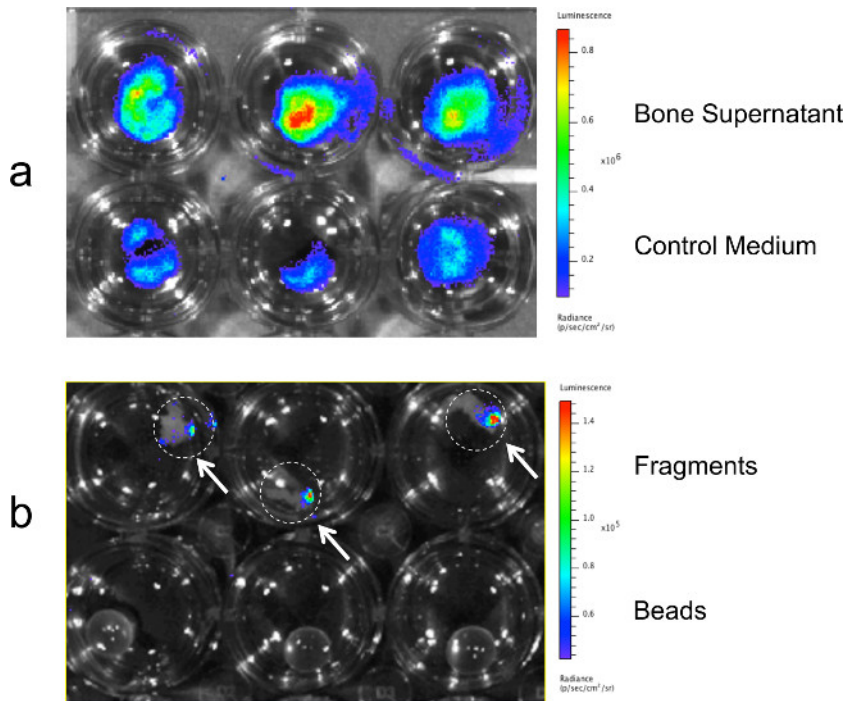 a
Luminescence
0.8
0.6
x10⁶
0.4
0.2
Radiance
(p/sec/cm²/sr)
Bone Supernatant
Control Medium
b
Luminescence
1.4
1.2
1.0
x10⁵
0.8
0.6
Radiance
(p/sec/cm²/sr)
Fragments
Beads